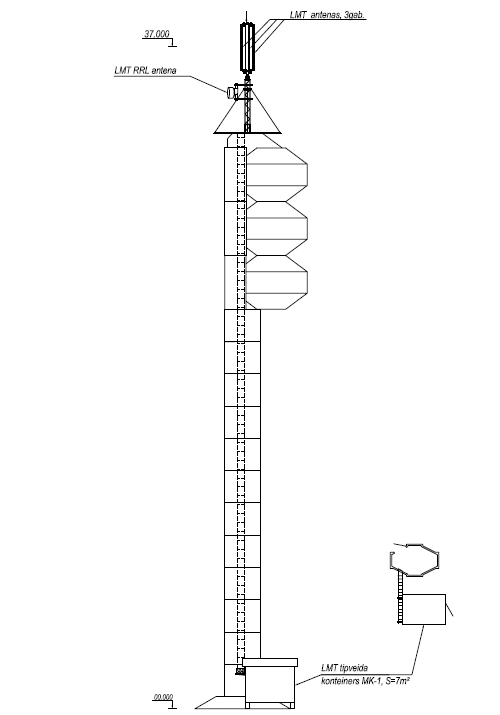 LMT antenas, 3gab.
37.000
LMT RRL antena
LMT tipveida
konteiners MK-1, S=7m²
00.000